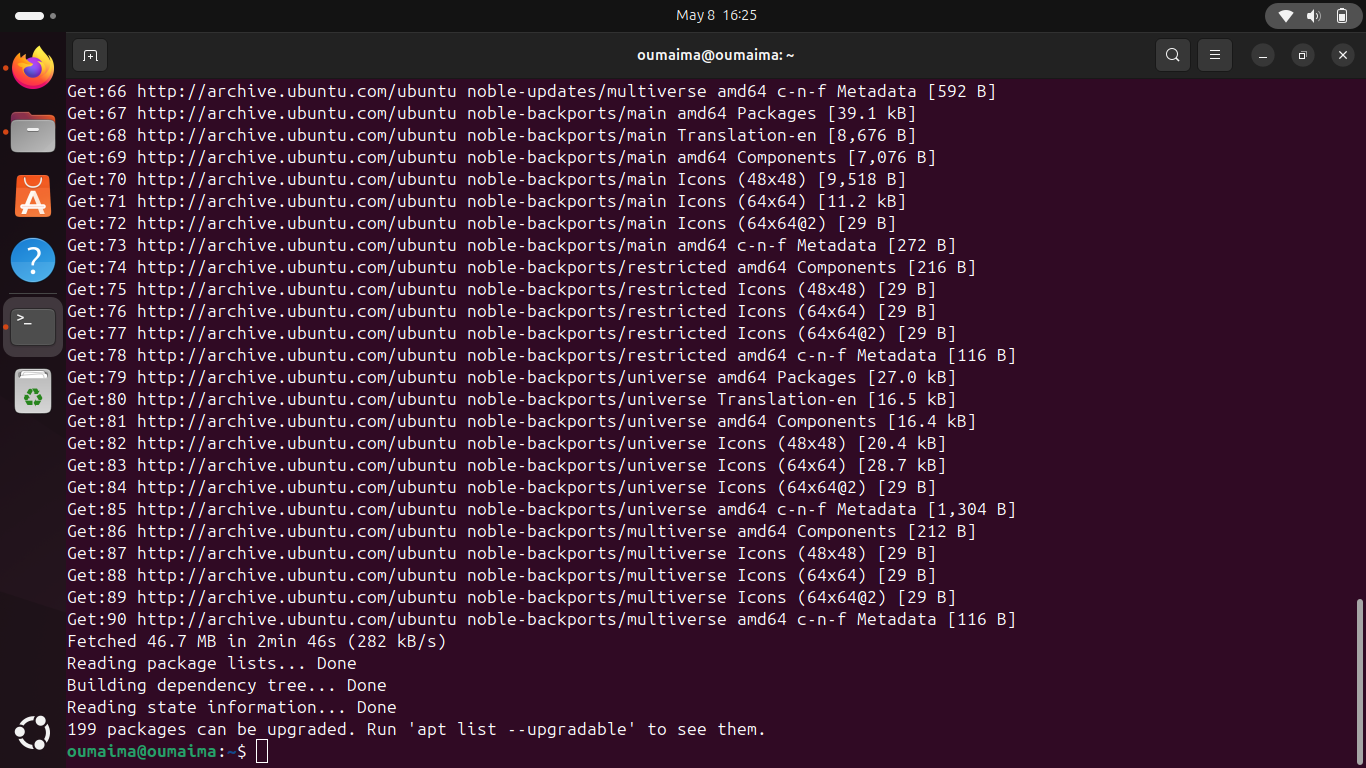 May 8 16:25
oumaima@oumaima: ~
Get:66 http://archive.ubuntu.com/ubuntu noble-updates/multiverse amd64 c-n-f Metadata [592 B]
Get:67 http://archive.ubuntu.com/ubuntu noble-backports/main amd64 Packages [39.1 kB]
Get:68 http://archive.ubuntu.com/ubuntu noble-backports/main Translation-en [8,676 B]
Get:69 http://archive.ubuntu.com/ubuntu noble-backports/main amd64 Components [7,076 B]
Get:70 http://archive.ubuntu.com/ubuntu noble-backports/main Icons (48x48) [9,518 B]
Get:71 http://archive.ubuntu.com/ubuntu noble-backports/main Icons (64x64) [11.2 kB]
Get:72 http://archive.ubuntu.com/ubuntu noble-backports/main Icons (64x64@2) [29 B]
Get:73 http://archive.ubuntu.com/ubuntu noble-backports/main amd64 c-n-f Metadata [272 B]
Get:74 http://archive.ubuntu.com/ubuntu noble-backports/restricted amd64 Components [216 B]
Get:75 http://archive.ubuntu.com/ubuntu noble-backports/restricted Icons (48x48) [29 B]
Get:76 http://archive.ubuntu.com/ubuntu noble-backports/restricted Icons (64x64) [29 B]
Get:77 http://archive.ubuntu.com/ubuntu noble-backports/restricted Icons (64x64@2) [29 B]
Get:78 http://archive.ubuntu.com/ubuntu noble-backports/restricted amd64 c-n-f Metadata [116 B]
Get:79 http://archive.ubuntu.com/ubuntu noble-backports/universe amd64 Packages [27.0 kB]
Get:80 http://archive.ubuntu.com/ubuntu noble-backports/universe Translation-en [16.5 kB]
Get:81 http://archive.ubuntu.com/ubuntu noble-backports/universe amd64 Components [16.4 kB]
Get:82 http://archive.ubuntu.com/ubuntu noble-backports/universe Icons (48x48) [20.4 kB]
Get:83 http://archive.ubuntu.com/ubuntu noble-backports/universe Icons (64x64) [28.7 kB]
Get:84 http://archive.ubuntu.com/ubuntu noble-backports/universe Icons (64x64@2) [29 B]
Get:85 http://archive.ubuntu.com/ubuntu noble-backports/universe amd64 c-n-f Metadata [1,304 B]
Get:86 http://archive.ubuntu.com/ubuntu noble-backports/multiverse amd64 Components [212 B]
Get:87 http://archive.ubuntu.com/ubuntu noble-backports/multiverse Icons (48x48) [29 B]
Get:88 http://archive.ubuntu.com/ubuntu noble-backports/multiverse Icons (64x64) [29 B]
Get:89 http://archive.ubuntu.com/ubuntu noble-backports/multiverse Icons (64x64@2) [29 B]
Get:90 http://archive.ubuntu.com/ubuntu noble-backports/multiverse amd64 c-n-f Metadata [116 B]
Fetched 46.7 MB in 2min 46s (282 kB/s)
Reading package lists... Done
Building dependency tree... Done
Reading state information... Done
199 packages can be upgraded. Run 'apt list --upgradable' to see them.
oumaima@oumaima:~$